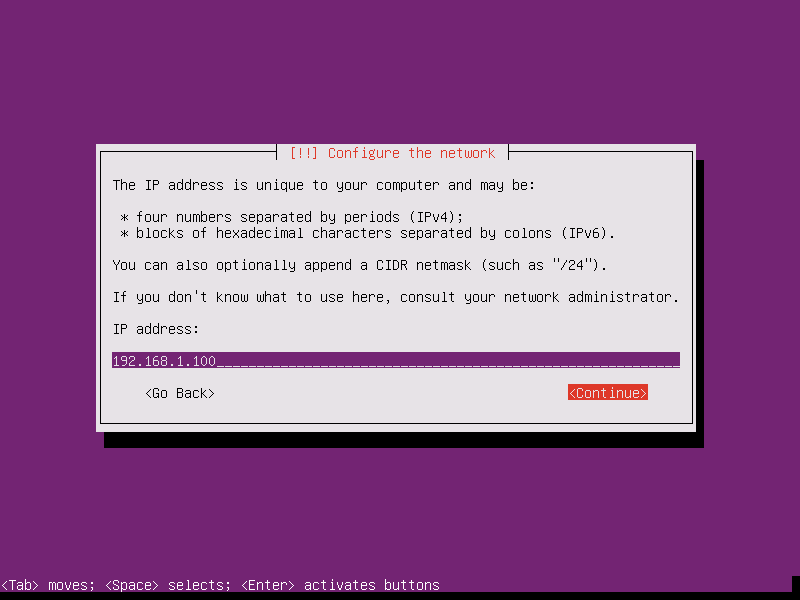 [!!] Configure the network
The IP address is unique to your computer and may be:
* four numbers separated by periods (IPv4);
* blocks of hexadecimal characters separated by colons (IPv6).
You can also optionally append a CIDR netmask (such as "/24").
If you don't know what to use here, consult your network administrator.
IP address:
192.168.1.100
<Go Back> <Continue>
<Tab> moves; <Space> selects; <Enter> activates buttons